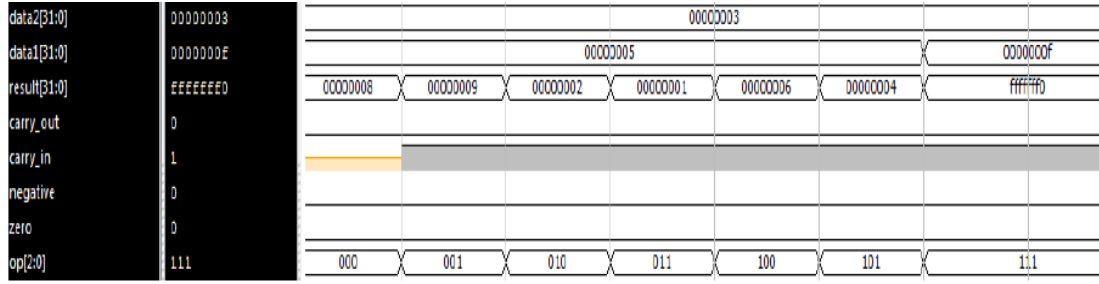 data2[31:0] 00000003 00000003
data1[31:0] 0000000f 00000005 0000000f
result[31:0] fffffff0 00000008 00000009 00000002 00000001 00000006 00000004 fffffff0
carry_out 0
carry_in 1
negative 0
zero 0
op[2:0] 111 000 001 010 011 100 101 111